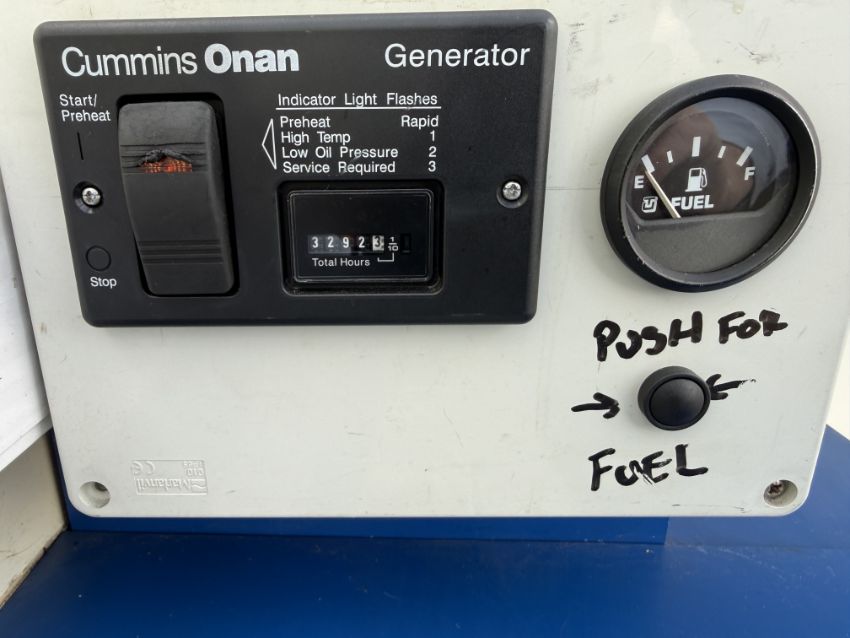 Cummins Onan Generator
Start/
Preheat
Indicator Light Flashes
Preheat Rapid
High Temp 1
Low Oil Pressure 2
Service Required 3
32923 1/10
Total Hours
Stop
E F
FUEL
PUSH FOR
FUEL